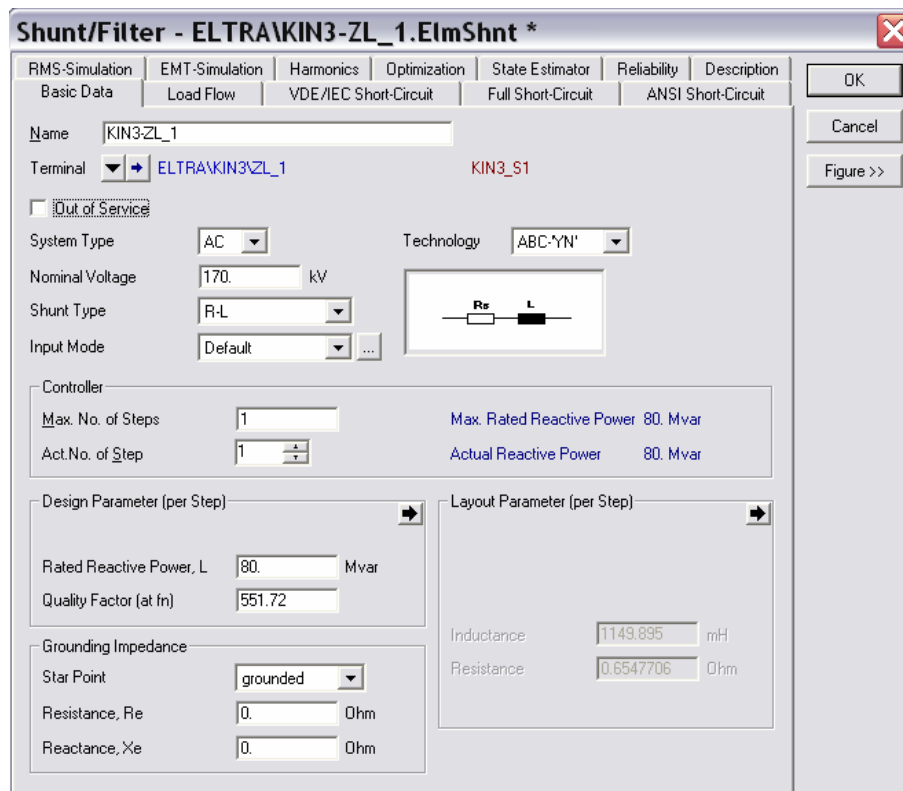 Shunt/Filter - ELTRA\KIN3-ZL_1.ElmShnt *
RMS-Simulation EMT-Simulation Harmonics Optimization State Estimator Reliability Description
Basic Data Load Flow VDE/IEC Short-Circuit Full Short-Circuit ANSI Short-Circuit
OK
Cancel
Figure >>
Name KIN3-ZL_1
Terminal ELTRA\KIN3\ZL_1 KIN3_S1
Out of Service
System Type AC Technology ABC-'YN'
Nominal Voltage 170. kV
Shunt Type R-L
Rs L
Input Mode Default ...
Controller
Max. No. of Steps 1 Max. Rated Reactive Power 80. Mvar
Act.No. of Step 1 Actual Reactive Power 80. Mvar
Design Parameter (per Step) Layout Parameter (per Step)
Rated Reactive Power, L 80. Mvar
Quality Factor (at fn) 551.72
Inductance 1149.895 mH
Resistance 0.6547706 Ohm
Grounding Impedance
Star Point grounded
Resistance, Re 0. Ohm
Reactance, Xe 0. Ohm